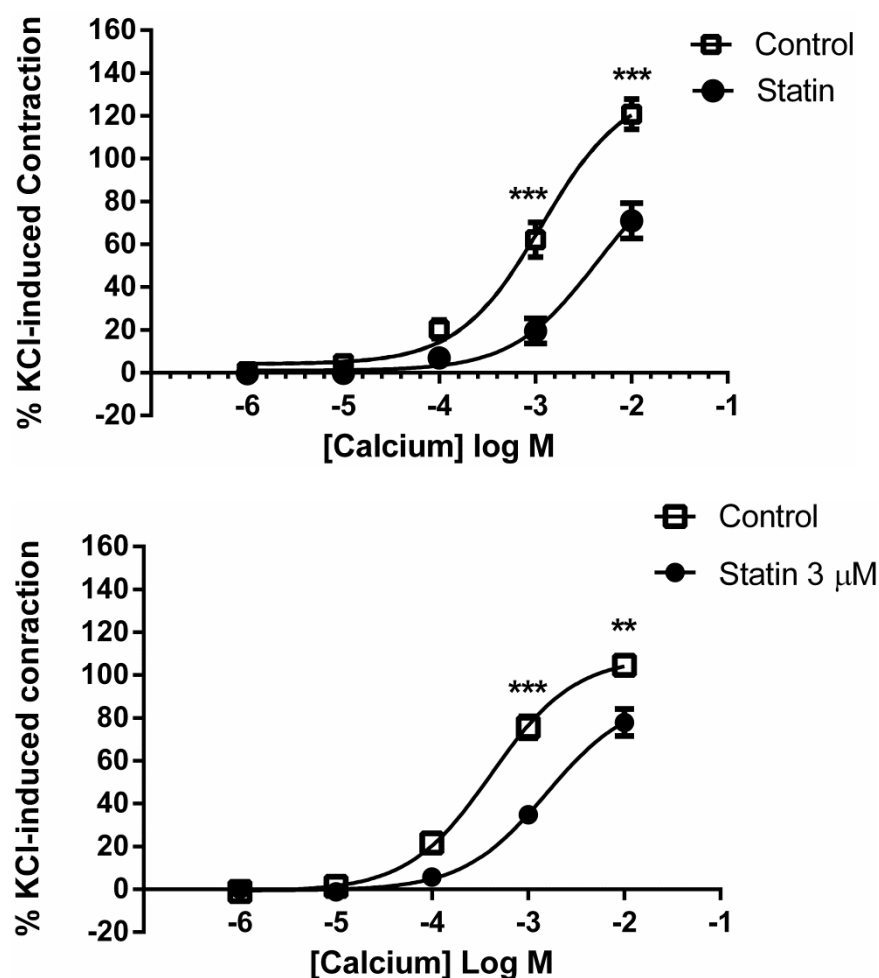 160
140
120
100
80
60
40
20
0
-20
% KCl-induced Contraction
***
***
Control
Statin
-6 -5 -4 -3 -2 -1
[Calcium] log M
160
140
120
100
80
60
40
20
0
-20
% KCl-induced conraction
***
**
Control
Statin 3 μM
-6 -5 -4 -3 -2 -1
[Calcium] Log M